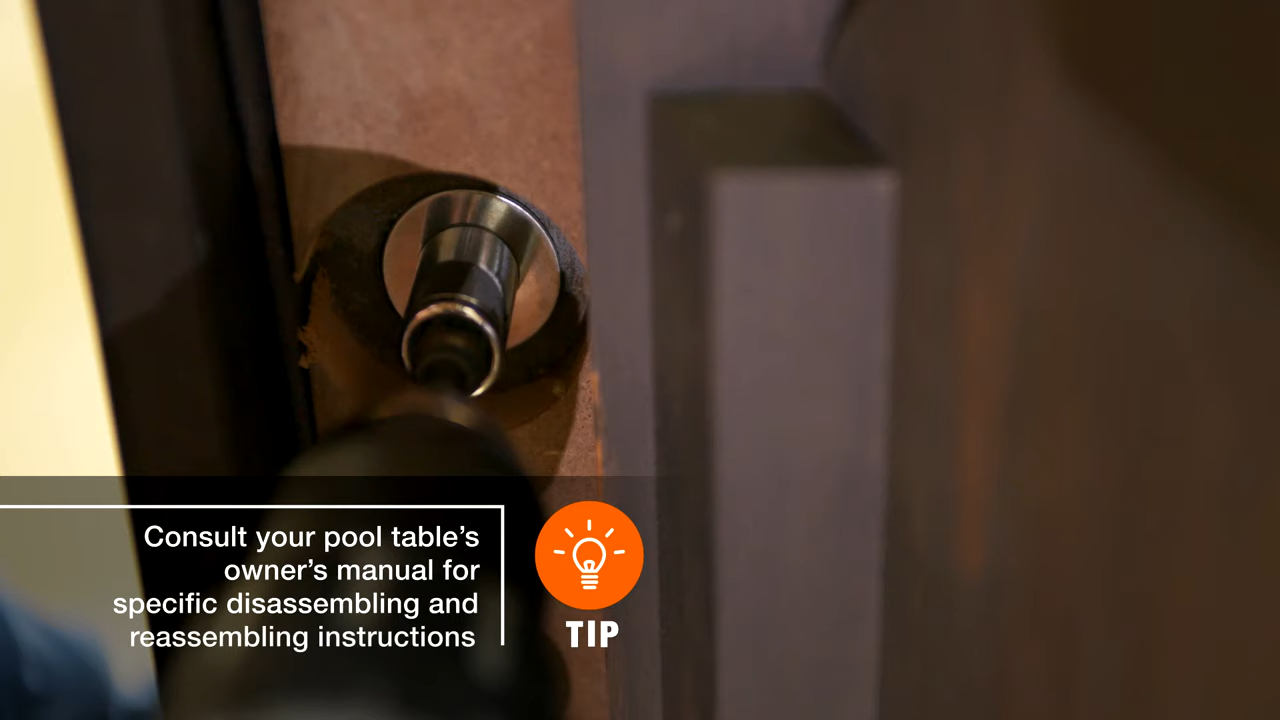 Consult your pool table's
owner's manual for
specific disassembling and
reassembling instructions
TIP